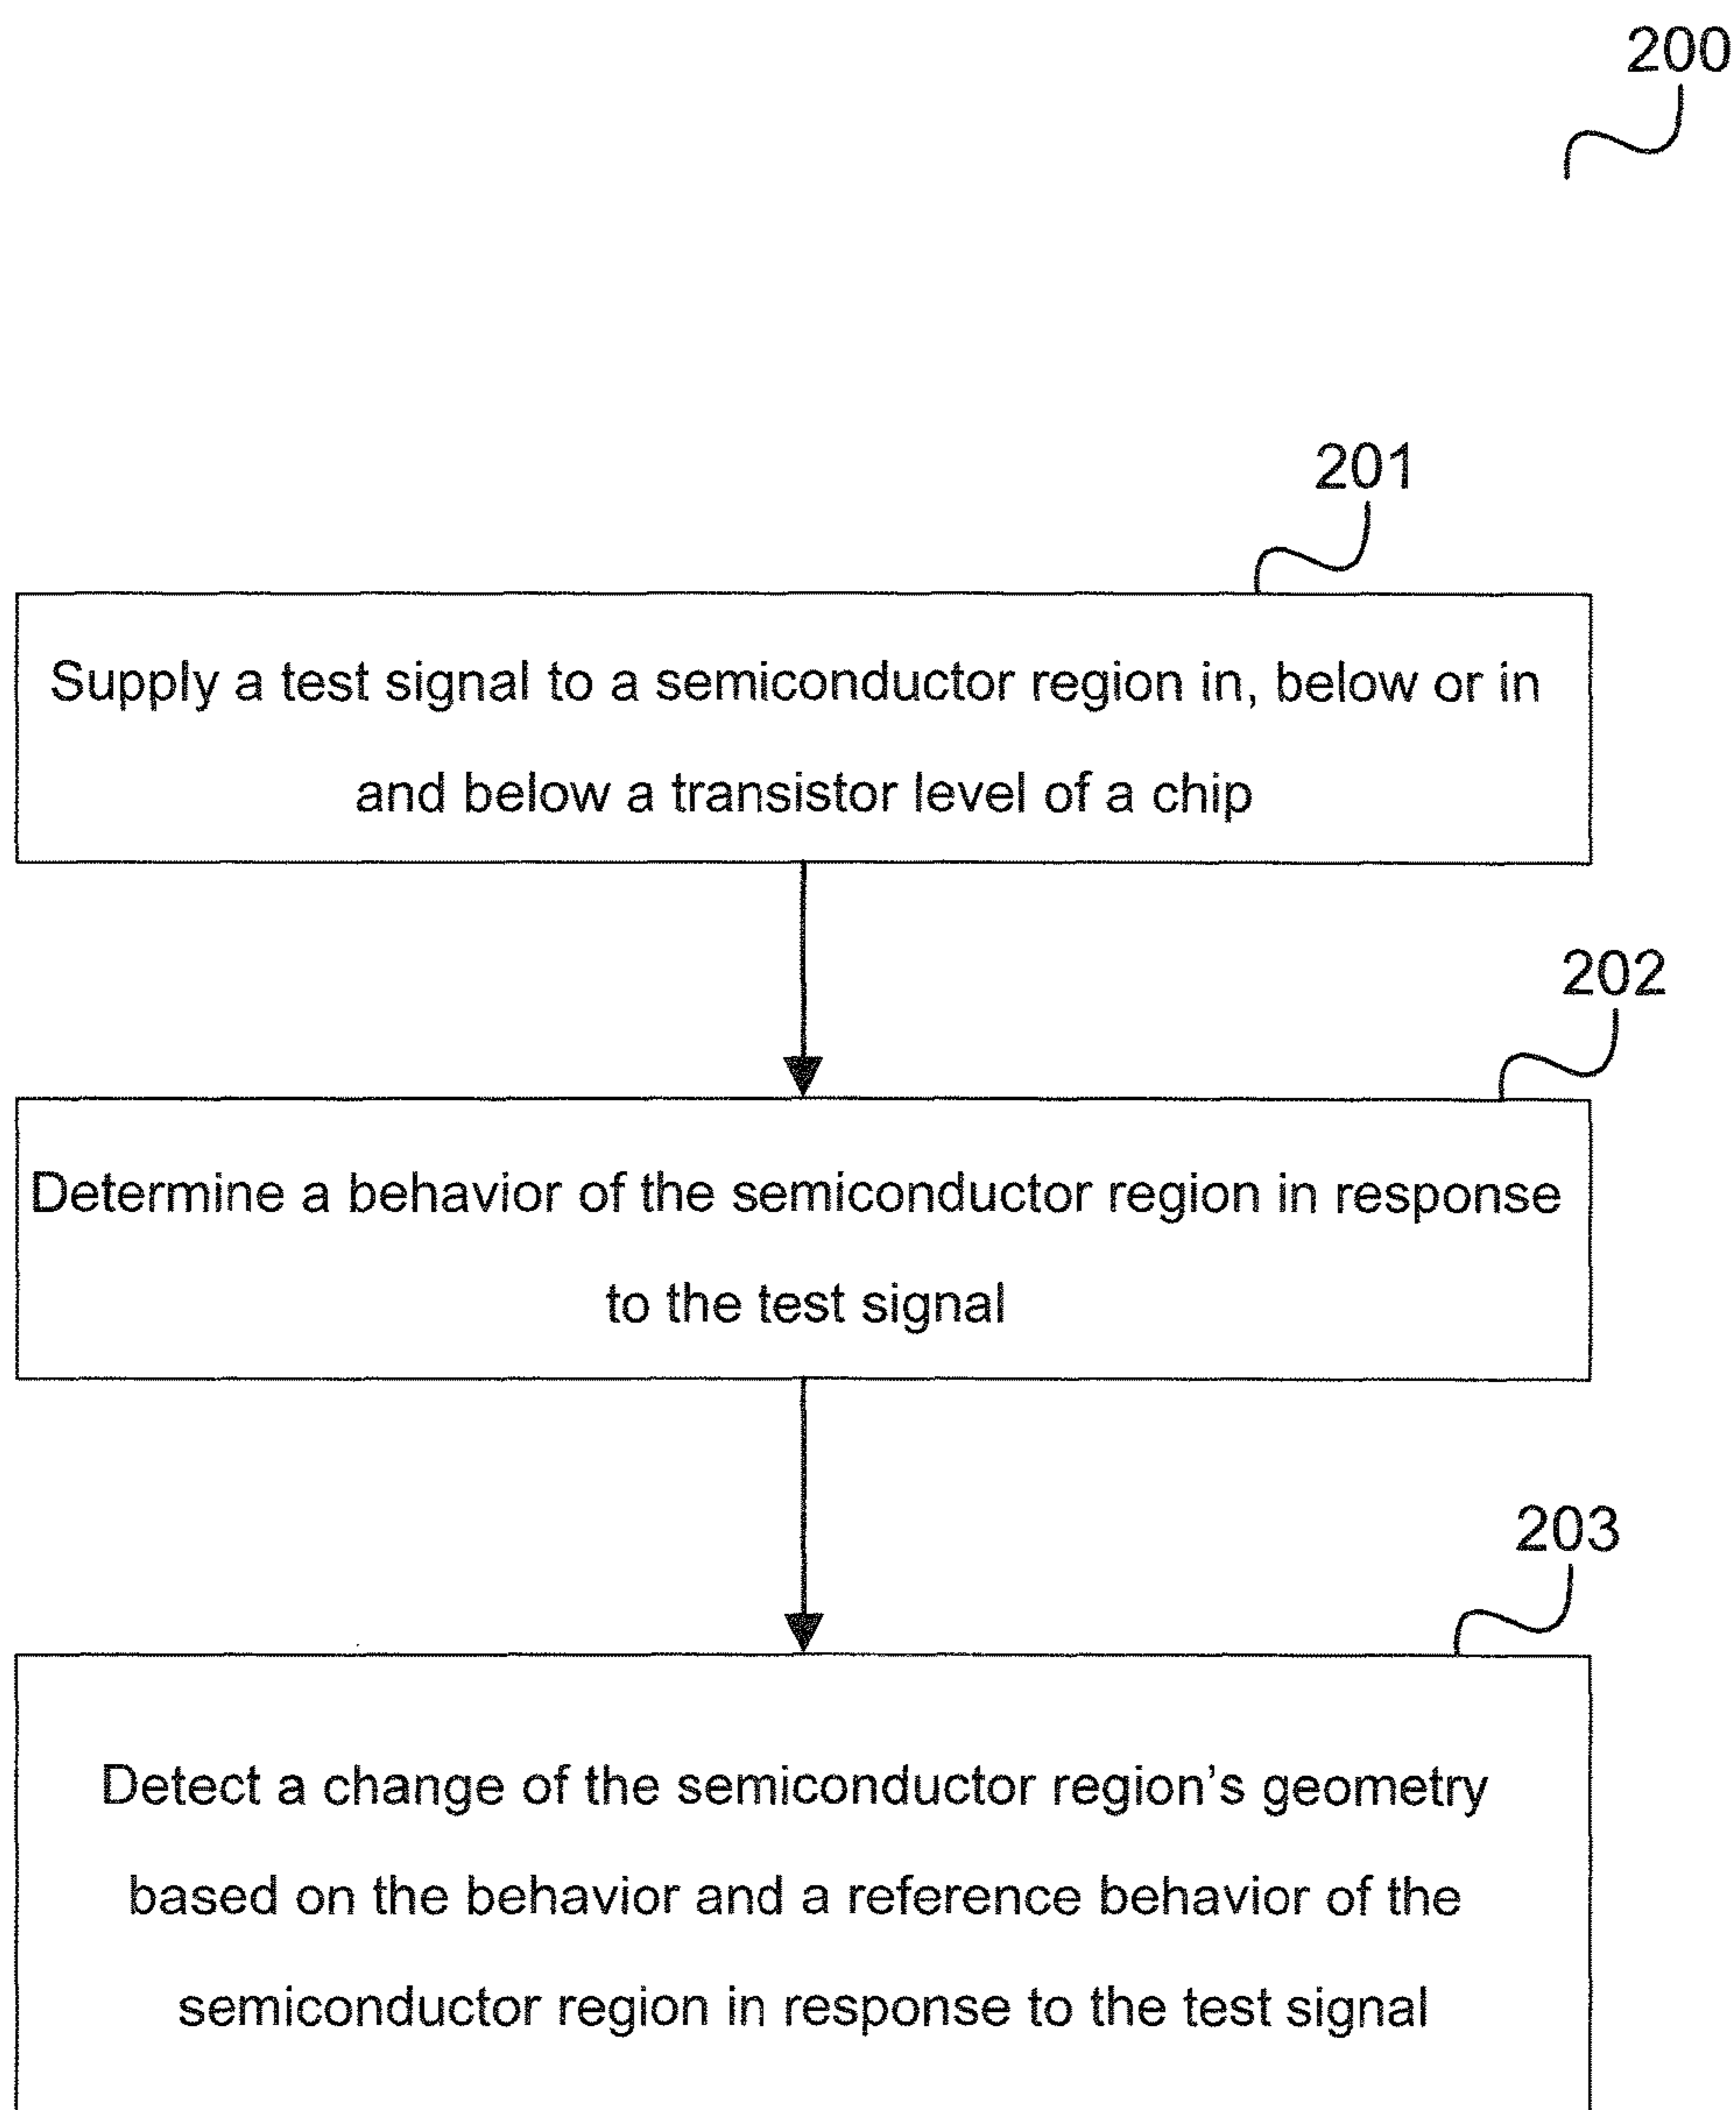 200
201
Supply a test signal to a semiconductor region in, below or in
and below a transistor level of a chip
202
Determine a behavior of the semiconductor region in response
to the test signal
203
Detect a change of the semiconductor region's geometry
based on the behavior and a reference behavior of the
semiconductor region in response to the test signal